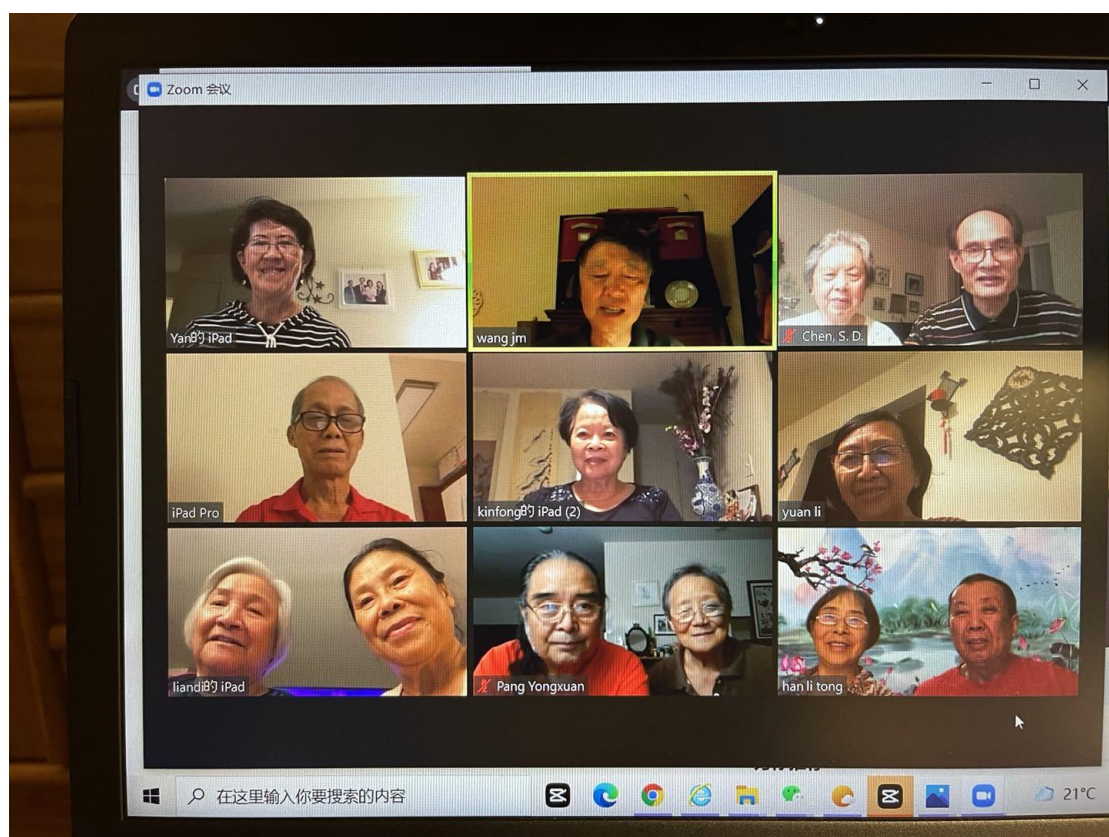 Zoom 会议
Yan的 iPad
wang jm
Chen, S. D.
iPad Pro
kinfong的 iPad (2)
yuan li
liandi的 iPad
Pang Yongxuan
han li tong
在这里输入你要搜索的内容
21°C